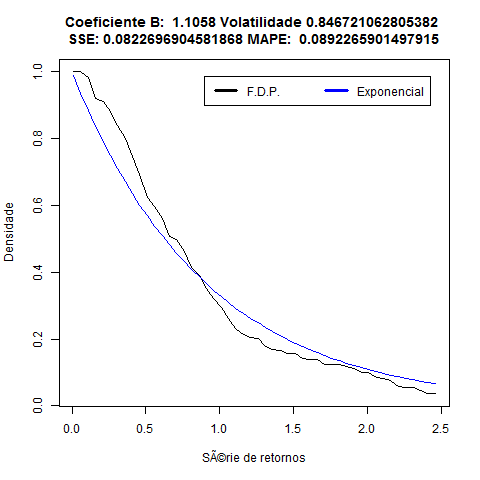 Coeficiente B:  1.1058 Volatilidade 0.846721062805382
SSE: 0.0822696904581868 MAPE:  0.0892265901497915
F.D.P.
Exponencial
Densidade
1.0
0.8
0.6
0.4
0.2
0.0
0.0 0.5 1.0 1.5 2.0 2.5
SÃ©rie de retornos